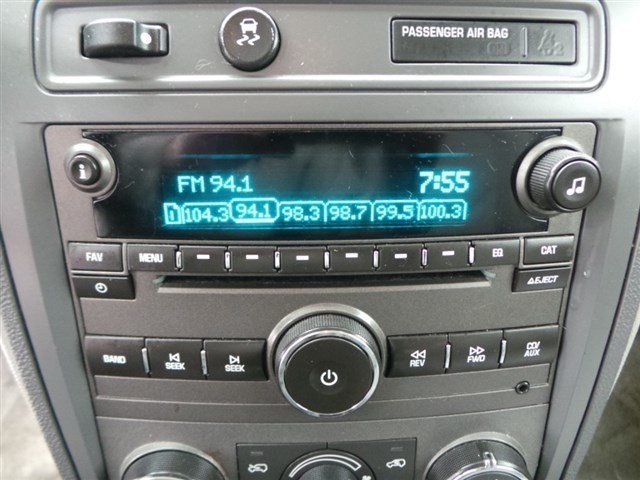 PASSENGER AIR BAG
FM 94.1 7:55
1 104.3 94.1 98.3 98.7 99.5 100.3
FAV MENU EQ CAT
EJECT
BAND SEEK SEEK REV FWD CD/AUX